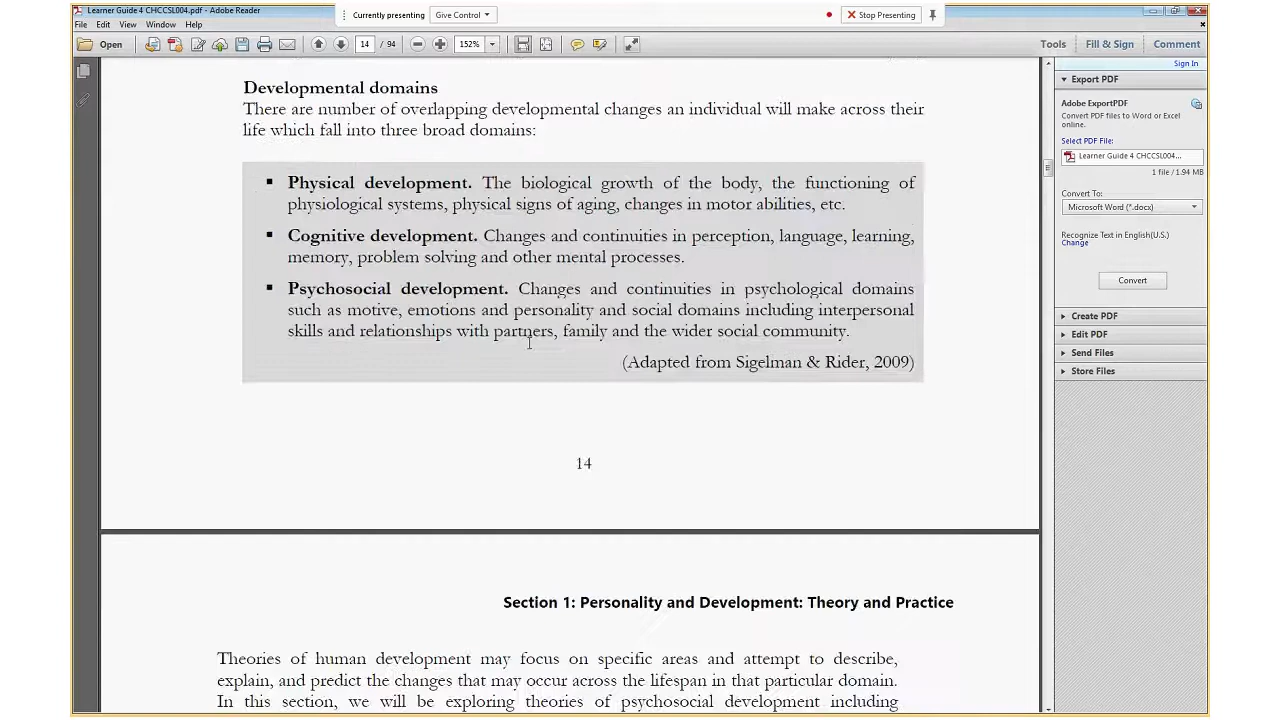 Learner Guide 4 CHCCSL004.pdf - Adobe Reader
Currently presenting Give Control Stop Presenting
File Edit View Window Help
Open 14 / 94 152% Tools Fill & Sign Comment
Sign In
Export PDF
Adobe ExportPDF
Convert PDF files to Word or Excel
online.
Select PDF File:
Learner Guide 4 CHCCSL004...
1 file / 1.94 MB
Convert To:
Microsoft Word (*.docx)
Recognize Text in English(U.S.)
Change
Convert
Create PDF
Edit PDF
Send Files
Store Files
Developmental domains
There are number of overlapping developmental changes an individual will make across their
life which fall into three broad domains:
▪ Physical development. The biological growth of the body, the functioning of
physiological systems, physical signs of aging, changes in motor abilities, etc.
▪ Cognitive development. Changes and continuities in perception, language, learning,
memory, problem solving and other mental processes.
▪ Psychosocial development. Changes and continuities in psychological domains
such as motive, emotions and personality and social domains including interpersonal
skills and relationships with partners, family and the wider social community.
(Adapted from Sigelman & Rider, 2009)
14
Section 1: Personality and Development: Theory and Practice
Theories of human development may focus on specific areas and attempt to describe,
explain, and predict the changes that may occur across the lifespan in that particular domain.
In this section, we will be exploring theories of psychosocial development including